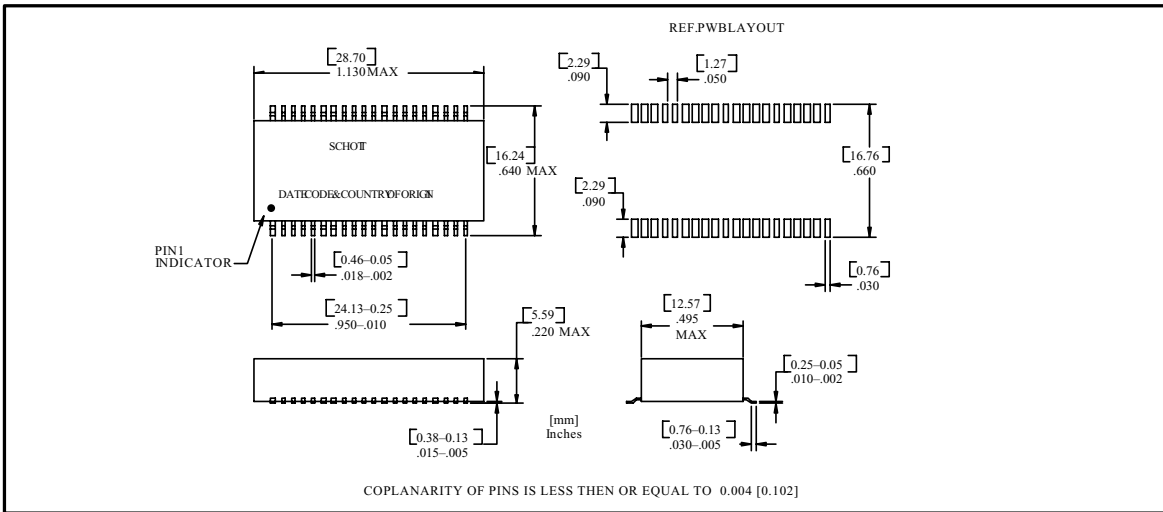 REF.PWBLAYOUT
[28.70]
1.130 MAX
[2.29]
.090
[1.27]
.050
SCHOTT
[16.24]
.640 MAX
[16.76]
.660
DATECODE&COUNTRYOFORIGIN
[2.29]
.090
PIN1
INDICATOR
[0.46–0.05]
.018–.002
[0.76]
.030
[24.13–0.25]
.950–.010
[5.59]
.220 MAX
[12.57]
.495
MAX
[0.25–0.05]
.010–.002
[mm]
Inches
[0.38–0.13]
.015–.005
[0.76–0.13]
.030–.005
COPLANARITY OF PINS IS LESS THEN OR EQUAL TO 0.004 [0.102]